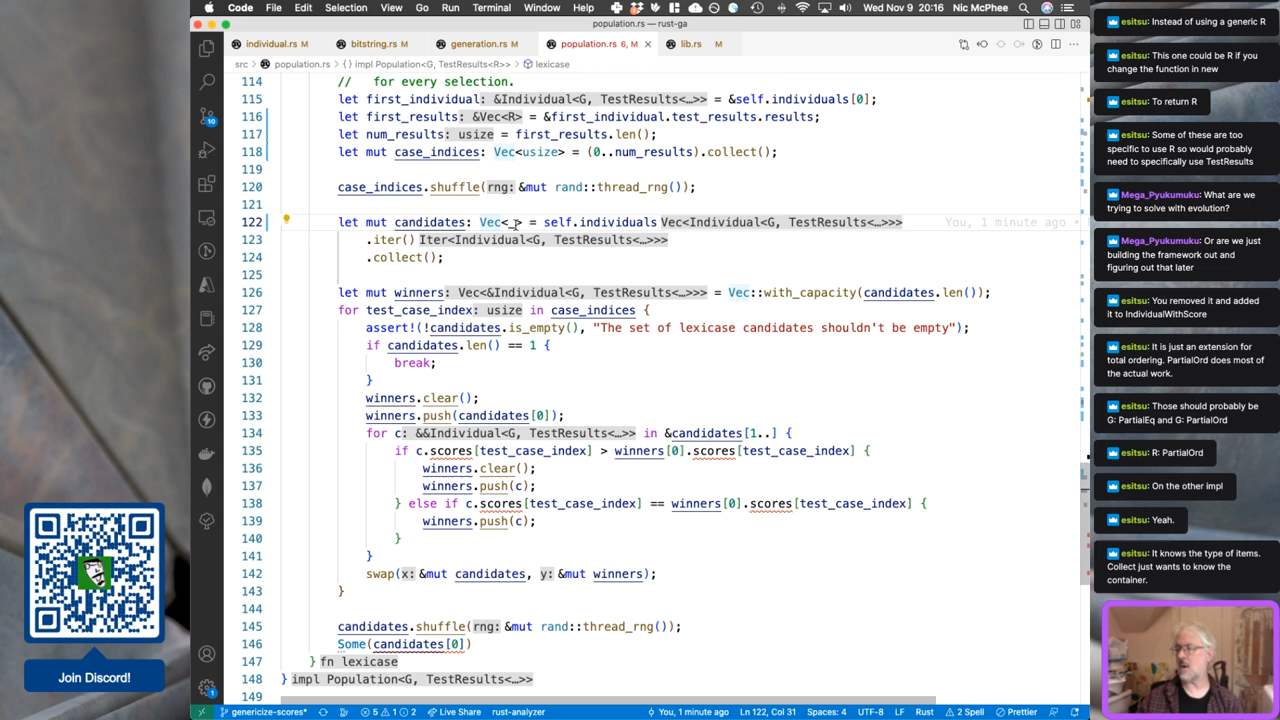 Code File Edit Selection View Go Run Terminal Window Help Wed Nov 9 20:16 Nic McPhee
population.rs — rust-ga
individual.rs M bitstring.rs M generation.rs M population.rs 6, M lib.rs M
src > population.rs > {} impl Population<G, TestResults<R>> > lexicase
114 // for every selection.
115 let first_individual: &Individual<G, TestResults<…>> = &self.individuals[0];
116 let first_results: &Vec<R> = &first_individual.test_results.results;
117 let num_results: usize = first_results.len();
118 let mut case_indices: Vec<usize> = (0..num_results).collect();
119
120 case_indices.shuffle(rng: &mut rand::thread_rng());
121
122 let mut candidates: Vec<_> = self.individuals Vec<Individual<G, TestResults<…>>> You, 1 minute ago •
123 .iter() Iter<Individual<G, TestResults<…>>>
124 .collect();
125
126 let mut winners: Vec<&Individual<G, TestResults<…>>> = Vec::with_capacity(candidates.len());
127 for test_case_index: usize in case_indices {
128 assert!(!candidates.is_empty(), "The set of lexicase candidates shouldn't be empty");
129 if candidates.len() == 1 {
130 break;
131 }
132 winners.clear();
133 winners.push(candidates[0]);
134 for c: &&Individual<G, TestResults<…>> in &candidates[1..] {
135 if c.scores[test_case_index] > winners[0].scores[test_case_index] {
136 winners.clear();
137 winners.push(c);
138 } else if c.scores[test_case_index] == winners[0].scores[test_case_index] {
139 winners.push(c);
140 }
141 }
142 swap(x: &mut candidates, y: &mut winners);
143 }
144
145 candidates.shuffle(rng: &mut rand::thread_rng());
146 Some(candidates[0])
147 } fn lexicase
148 } impl Population<G, TestResults<…>>
149
10
1
genericize-scores* 5 1 2 Live Share rust-analyzer You, 1 minute ago Ln 122, Col 31 Spaces: 4 UTF-8 LF Rust 2 Spell Prettier
esitsu: Instead of using a generic R
esitsu: This one could be R if you
change the function in new
esitsu: To return R
esitsu: Some of these are too
specific to use R so would probably
need to specifically use TestResults
Mega_Pyukumuku: What are we
trying to solve with evolution?
Mega_Pyukumuku: Or are we just
building the framework out and
figuring out that later
esitsu: You removed it and added
it to IndividualWithScore
esitsu: It is just an extension for
total ordering. PartialOrd does most of
the actual work.
esitsu: Those should probably be
G: PartialEq and G: PartialOrd
esitsu: R: PartialOrd
esitsu: On the other impl
esitsu: Yeah.
esitsu: It knows the type of items.
Collect just wants to know the
container.
Join Discord!